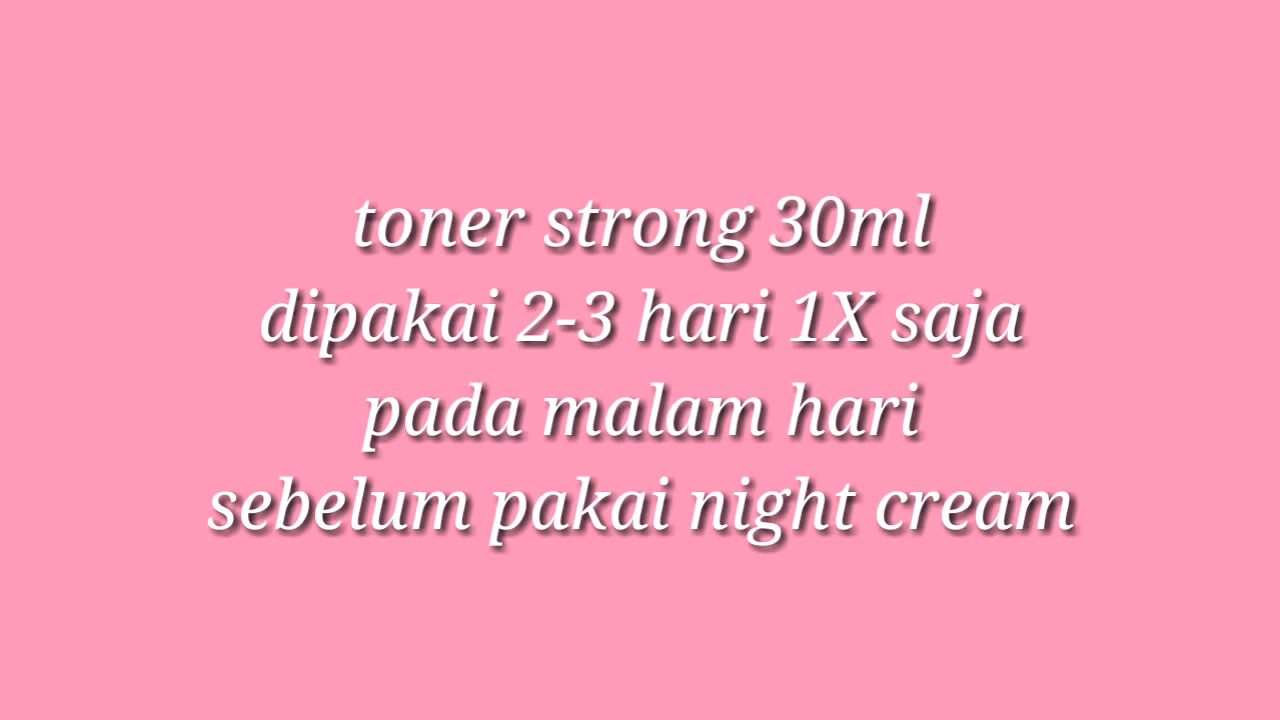 toner strong 30ml
dipakai 2-3 hari 1X saja
pada malam hari
sebelum pakai night cream